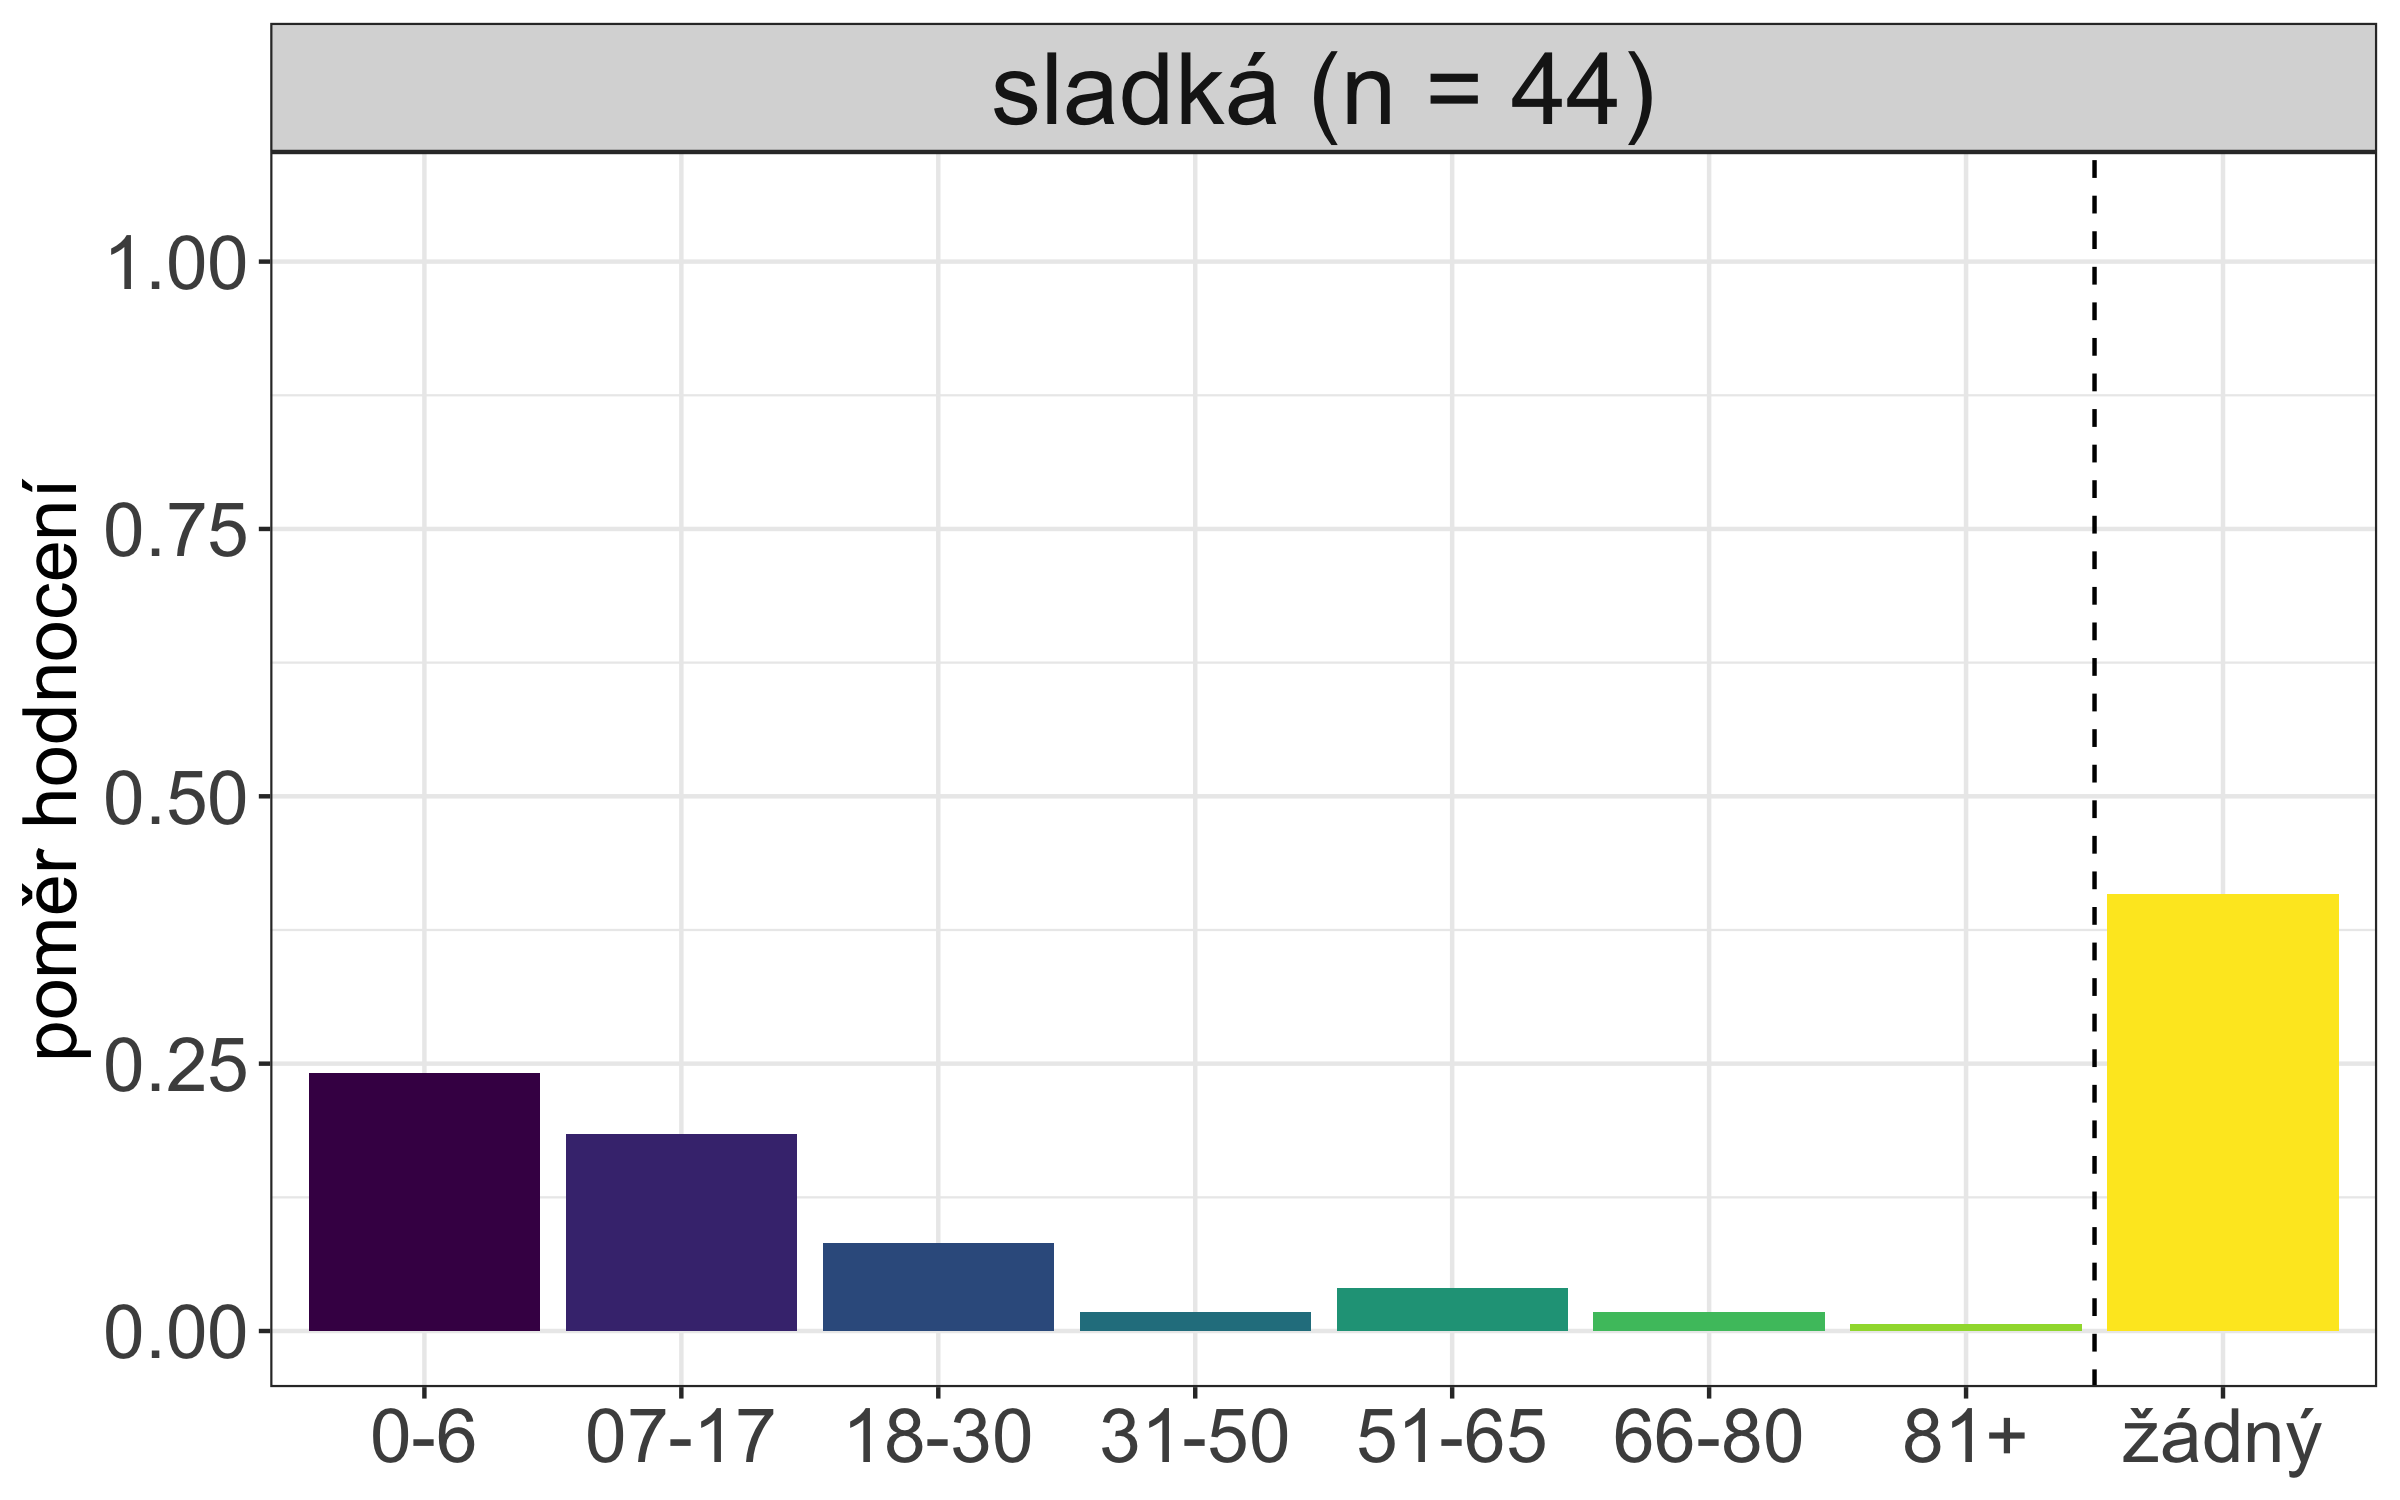 sladká (n = 44)
poměr hodnocení
1.00
0.75
0.50
0.25
0.00
0-6 07-17 18-30 31-50 51-65 66-80 81+ žádný